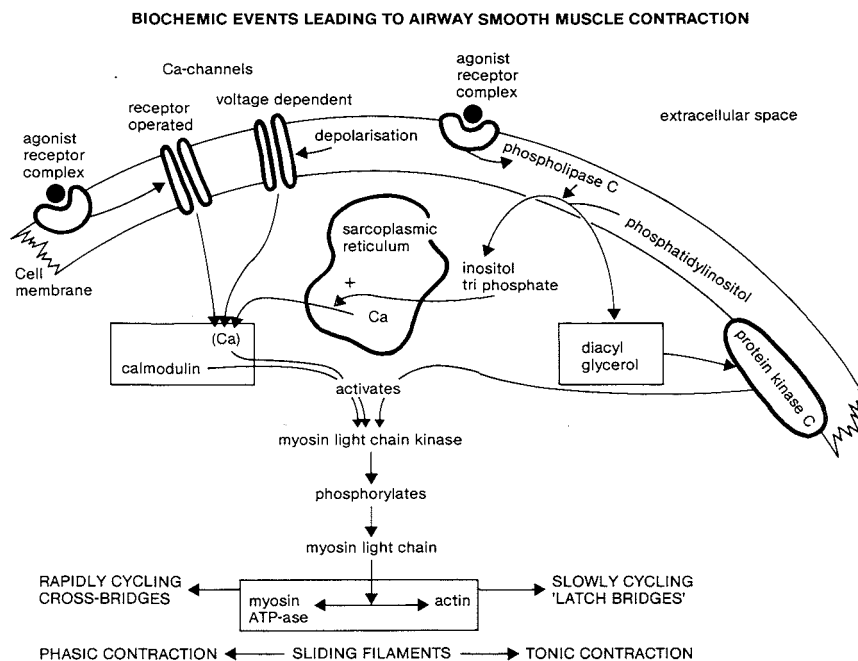 BIOCHEMIC EVENTS LEADING TO AIRWAY SMOOTH MUSCLE CONTRACTION
Ca-channels
receptor
operated
voltage dependent
depolarisation
agonist
receptor
complex
agonist
receptor
complex
extracellular space
phospholipase C
phosphatidylinositol
Cell
membrane
sarcoplasmic
reticulum
+
Ca
inositol
tri phosphate
(Ca)
calmodulin
diacyl
glycerol
protein kinase C
activates
myosin light chain kinase
phosphorylates
myosin light chain
RAPIDLY CYCLING
CROSS-BRIDGES
myosin
ATP-ase
actin
SLOWLY CYCLING
'LATCH BRIDGES'
PHASIC CONTRACTION
SLIDING FILAMENTS
TONIC CONTRACTION